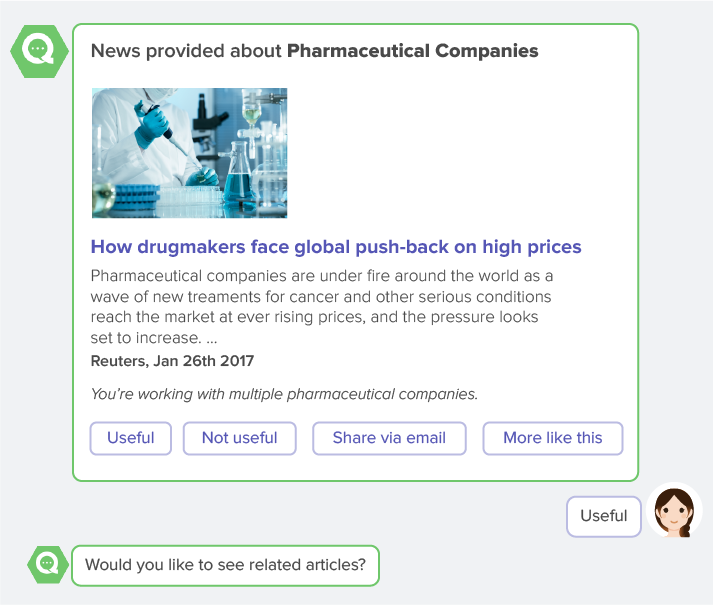 News provided about Pharmaceutical Companies
How drugmakers face global push-back on high prices
Pharmaceutical companies are under fire around the world as a
wave of new treaments for cancer and other serious conditions
reach the market at ever rising prices, and the pressure looks
set to increase. ...
Reuters, Jan 26th 2017
You're working with multiple pharmaceutical companies.
Useful
Not useful
Share via email
More like this
Useful
Would you like to see related articles?